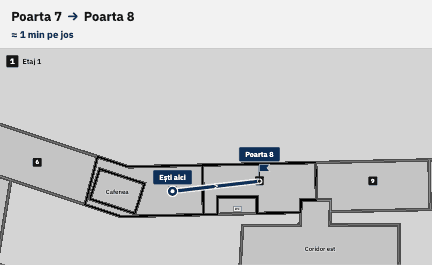 Poarta 7 → Poarta 8
≈ 1 min pe jos
1 Etaj 1
Poarta 8
6
Ești aici
9
Cafenea
Coridor est